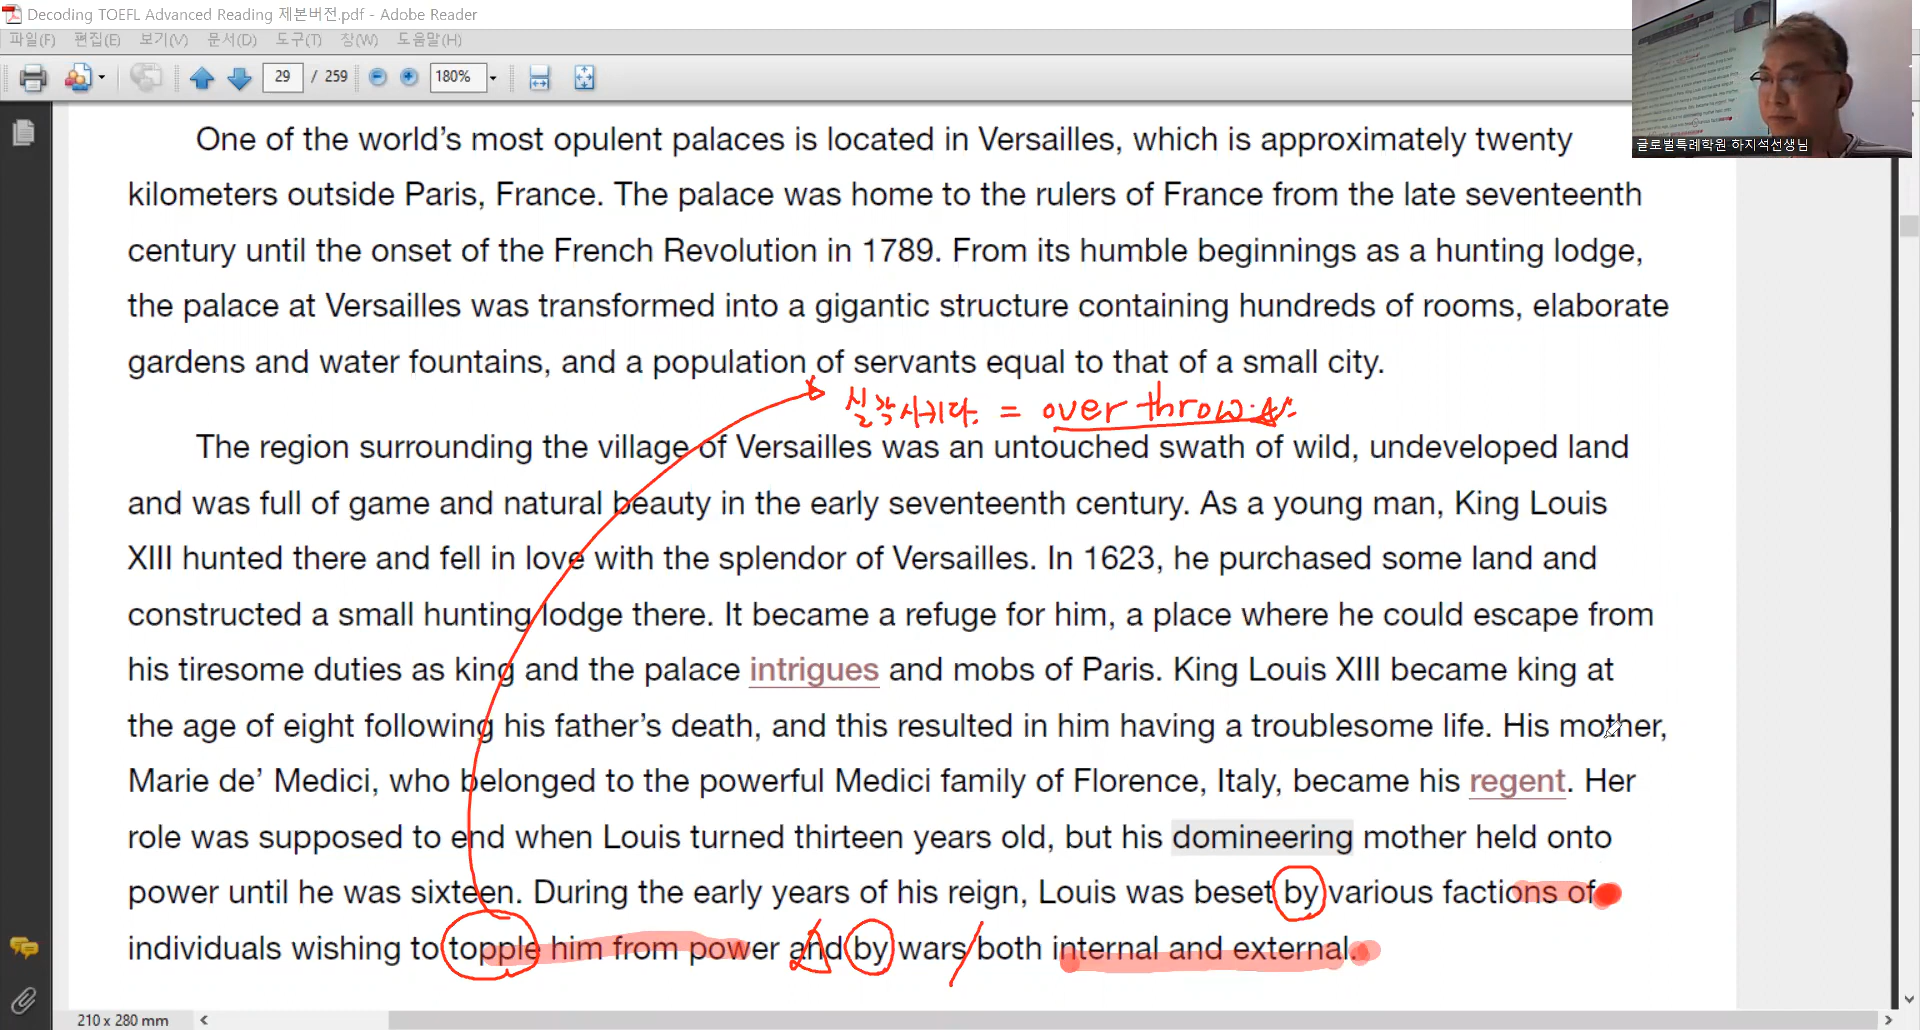 Decoding TOEFL Advanced Reading 제본버전.pdf - Adobe Reader
파일(F) 편집(E) 보기(V) 문서(D) 도구(T) 창(W) 도움말(H)
29 / 259 180%
글로벌특례학원 하지석선생님
One of the world's most opulent palaces is located in Versailles, which is approximately twenty
kilometers outside Paris, France. The palace was home to the rulers of France from the late seventeenth
century until the onset of the French Revolution in 1789. From its humble beginnings as a hunting lodge,
the palace at Versailles was transformed into a gigantic structure containing hundreds of rooms, elaborate
gardens and water fountains, and a population of servants equal to that of a small city.
실각시키다. = over throw.
The region surrounding the village of Versailles was an untouched swath of wild, undeveloped land
and was full of game and natural beauty in the early seventeenth century. As a young man, King Louis
XIII hunted there and fell in love with the splendor of Versailles. In 1623, he purchased some land and
constructed a small hunting lodge there. It became a refuge for him, a place where he could escape from
his tiresome duties as king and the palace intrigues and mobs of Paris. King Louis XIII became king at
the age of eight following his father's death, and this resulted in him having a troublesome life. His mother,
Marie de' Medici, who belonged to the powerful Medici family of Florence, Italy, became his regent. Her
role was supposed to end when Louis turned thirteen years old, but his domineering mother held onto
power until he was sixteen. During the early years of his reign, Louis was beset by various factions of
individuals wishing to topple him from power and by wars both internal and external.
210 x 280 mm